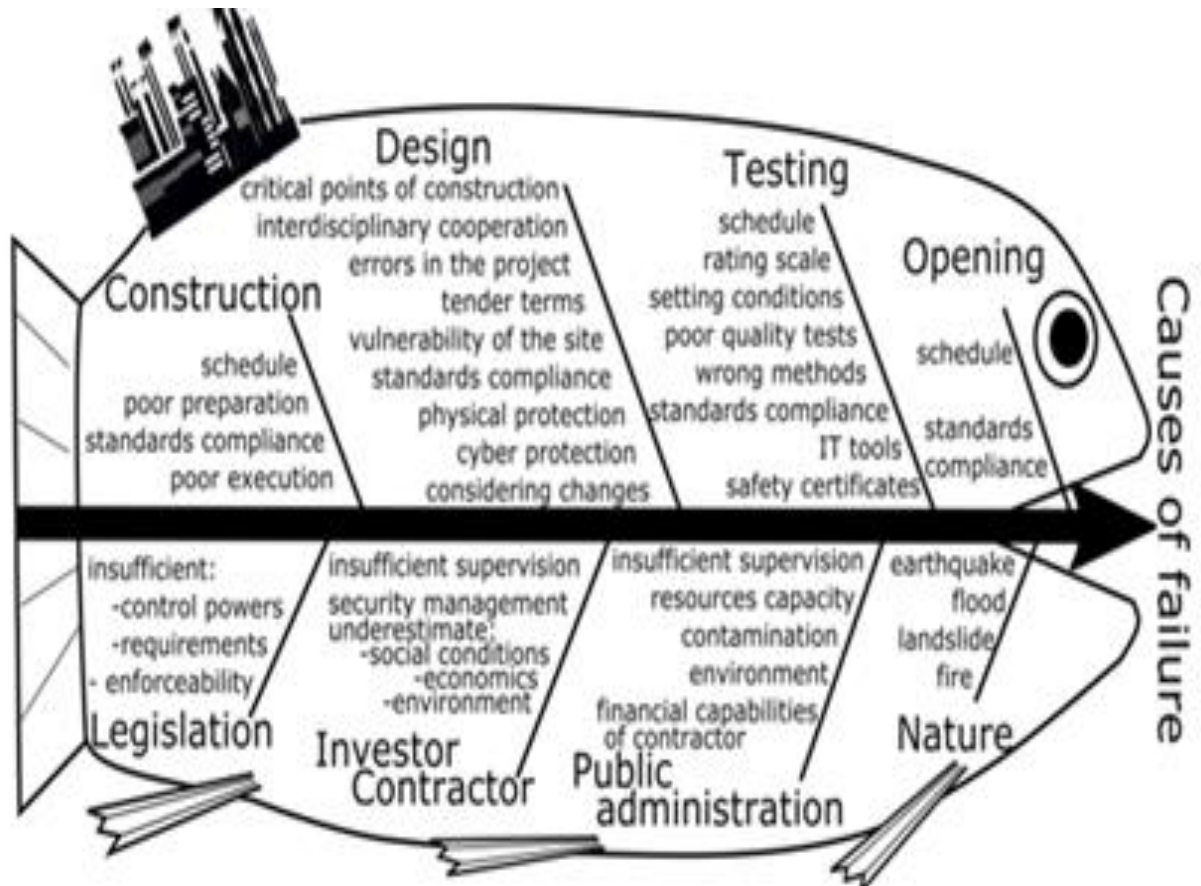 Design
critical points of construction
interdisciplinary cooperation
errors in the project
tender terms
vulnerability of the site
standards compliance
physical protection
cyber protection
considering changes
Testing
schedule
rating scale
setting conditions
poor quality tests
wrong methods
standards compliance
IT tools
safety certificates
Opening
schedule
standards
compliance
Construction
schedule
poor preparation
standards compliance
poor execution
Causes of failure
insufficient:
-control powers
-requirements
- enforceability
Legislation
insufficient supervision
security management
underestimate:
-social conditions
-economics
-environment
Investor
Contractor
insufficient supervision
resources capacity
contamination
environment
financial capabilities
of contractor
Public
administration
earthquake
flood
landslide
fire
Nature